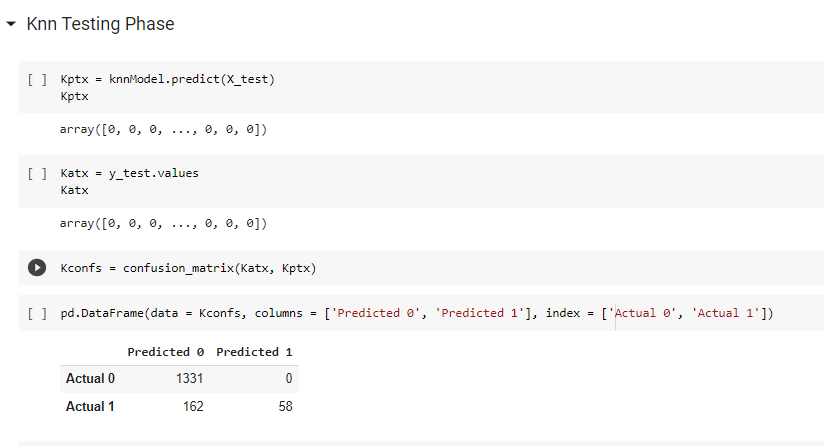 Knn Testing Phase
[ ] Kptx = knnModel.predict(X_test)
Kptx
array([0, 0, 0, ..., 0, 0, 0])
[ ] Katx = y_test.values
Katx
array([0, 0, 0, ..., 0, 0, 0])
Kconfs = confusion_matrix(Katx, Kptx)
[ ] pd.DataFrame(data = Kconfs, columns = ['Predicted 0', 'Predicted 1'], index = ['Actual 0', 'Actual 1'])
Predicted 0 Predicted 1
Actual 0 1331 0
Actual 1 162 58